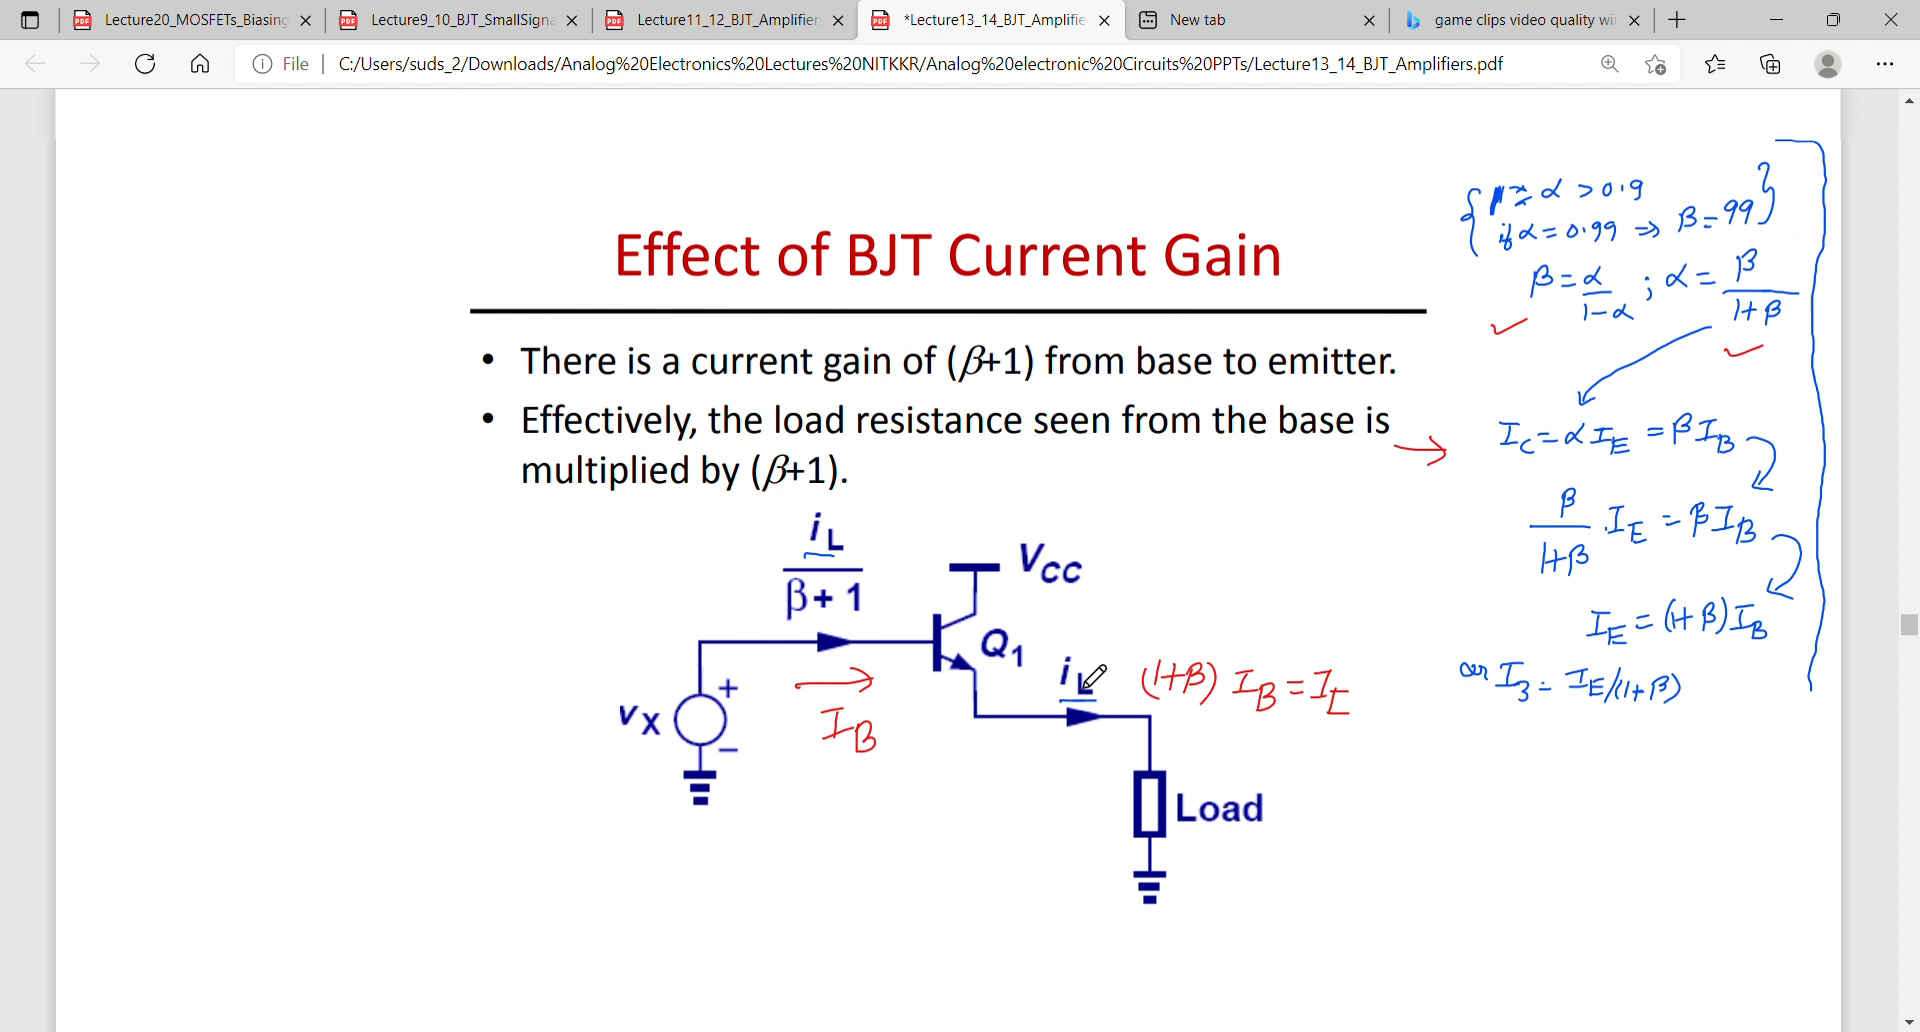 Lecture20_MOSFETs_Biasing
Lecture9_10_BJT_SmallSigna
Lecture11_12_BJT_Amplifier
*Lecture13_14_BJT_Amplifie
New tab
game clips video quality wir
File
C:/Users/suds_2/Downloads/Analog%20Electronics%20Lectures%20NITKKR/Analog%20electronic%20Circuits%20PPTs/Lecture13_14_BJT_Amplifiers.pdf
Effect of BJT Current Gain
• There is a current gain of (β+1) from base to emitter.
• Effectively, the load resistance seen from the base is
multiplied by (β+1).
iL
β+1
VCC
Q1
iL
vX
+
−
Load
IB
(1+β) IB = IL
α > 0.9
if α = 0.99 ⇒ β = 99
β = α/1-α ; α = β/1+β
IC = α IE = β IB
β/1+β . IE = β IB
IE = (1+β) IB
or IB = IE/(1+β)